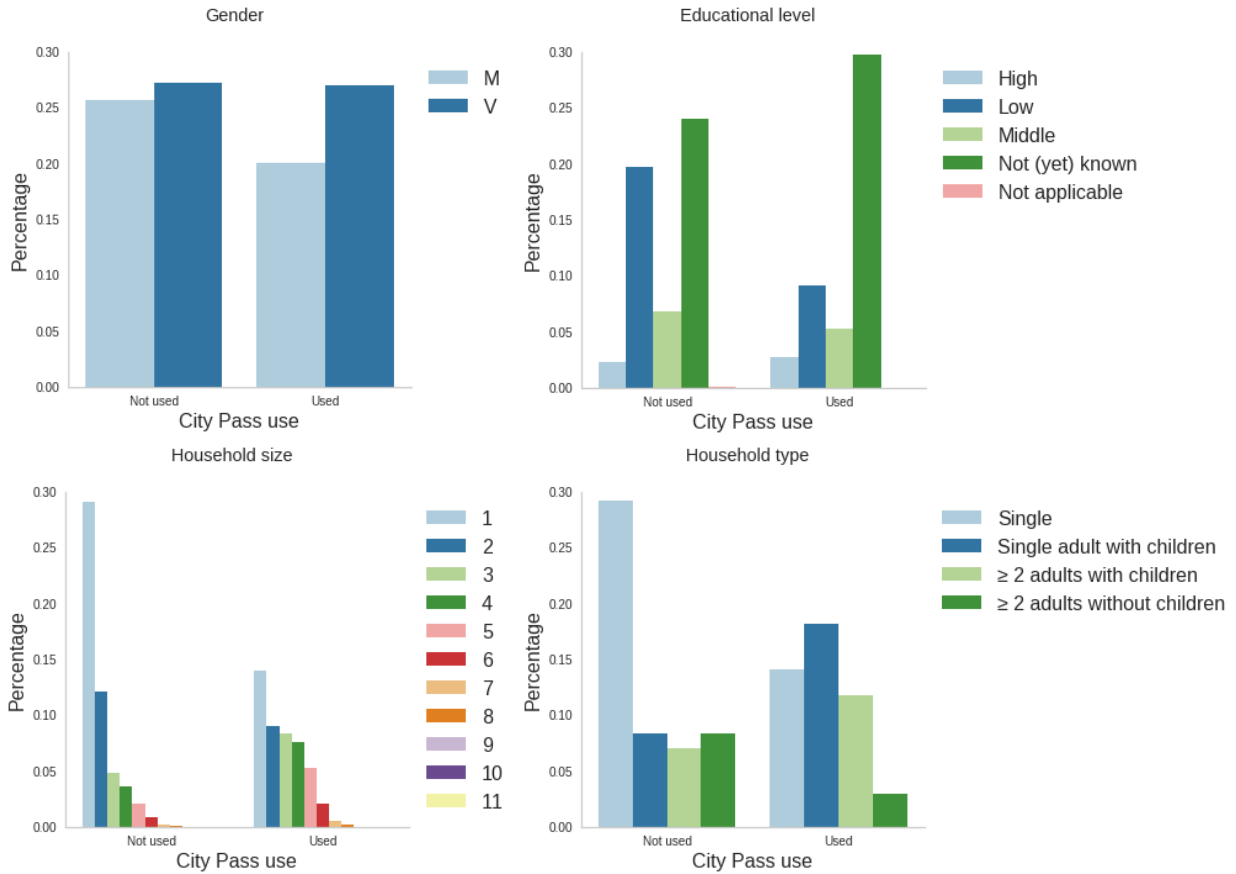 Gender
0.30
0.25
0.20
0.15
0.10
0.05
0.00
Percentage
Not used
Used
City Pass use
M
V
Educational level
0.30
0.25
0.20
0.15
0.10
0.05
0.00
Percentage
Not used
Used
City Pass use
High
Low
Middle
Not (yet) known
Not applicable
Household size
0.30
0.25
0.20
0.15
0.10
0.05
0.00
Percentage
Not used
Used
City Pass use
1
2
3
4
5
6
7
8
9
10
11
Household type
0.30
0.25
0.20
0.15
0.10
0.05
0.00
Percentage
Not used
Used
City Pass use
Single
Single adult with children
≥ 2 adults with children
≥ 2 adults without children